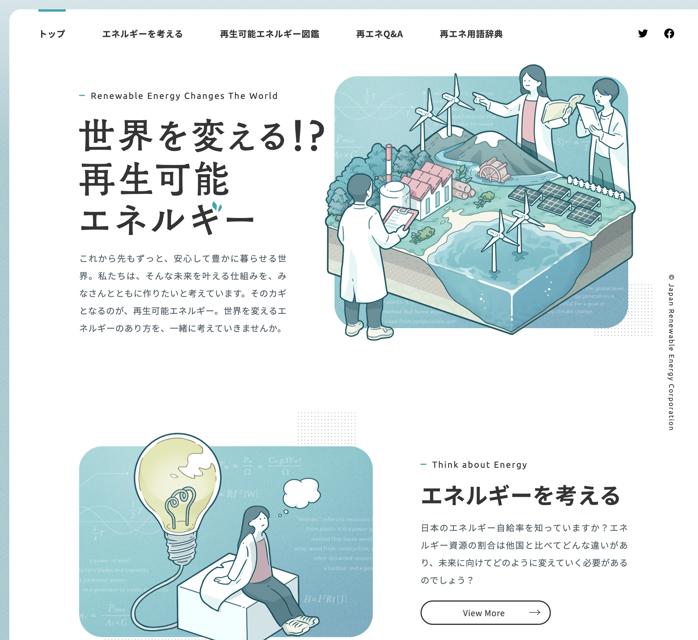 トップ
エネルギーを考える
再生可能エネルギー図鑑
再エネQ&A
再エネ用語辞典
Renewable Energy Changes The World
世界を変える!?
再生可能
エネルギー
これから先もずっと、安心して豊かに暮らせる世
界。私たちは、そんな未来を叶える仕組みを、み
なさんとともに作りたいと考えています。そのカギ
となるのが、再生可能エネルギー。世界を変えるエ
ネルギーのあり方を、一緒に考えていきませんか。
© Japan Renewable Energy Corporation
Think about Energy
エネルギーを考える
日本のエネルギー自給率を知っていますか？エネ
ルギー資源の割合は他国と比べてどんな違いがあ
り、未来に向けてどのように変えていく必要がある
のでしょう？
View More